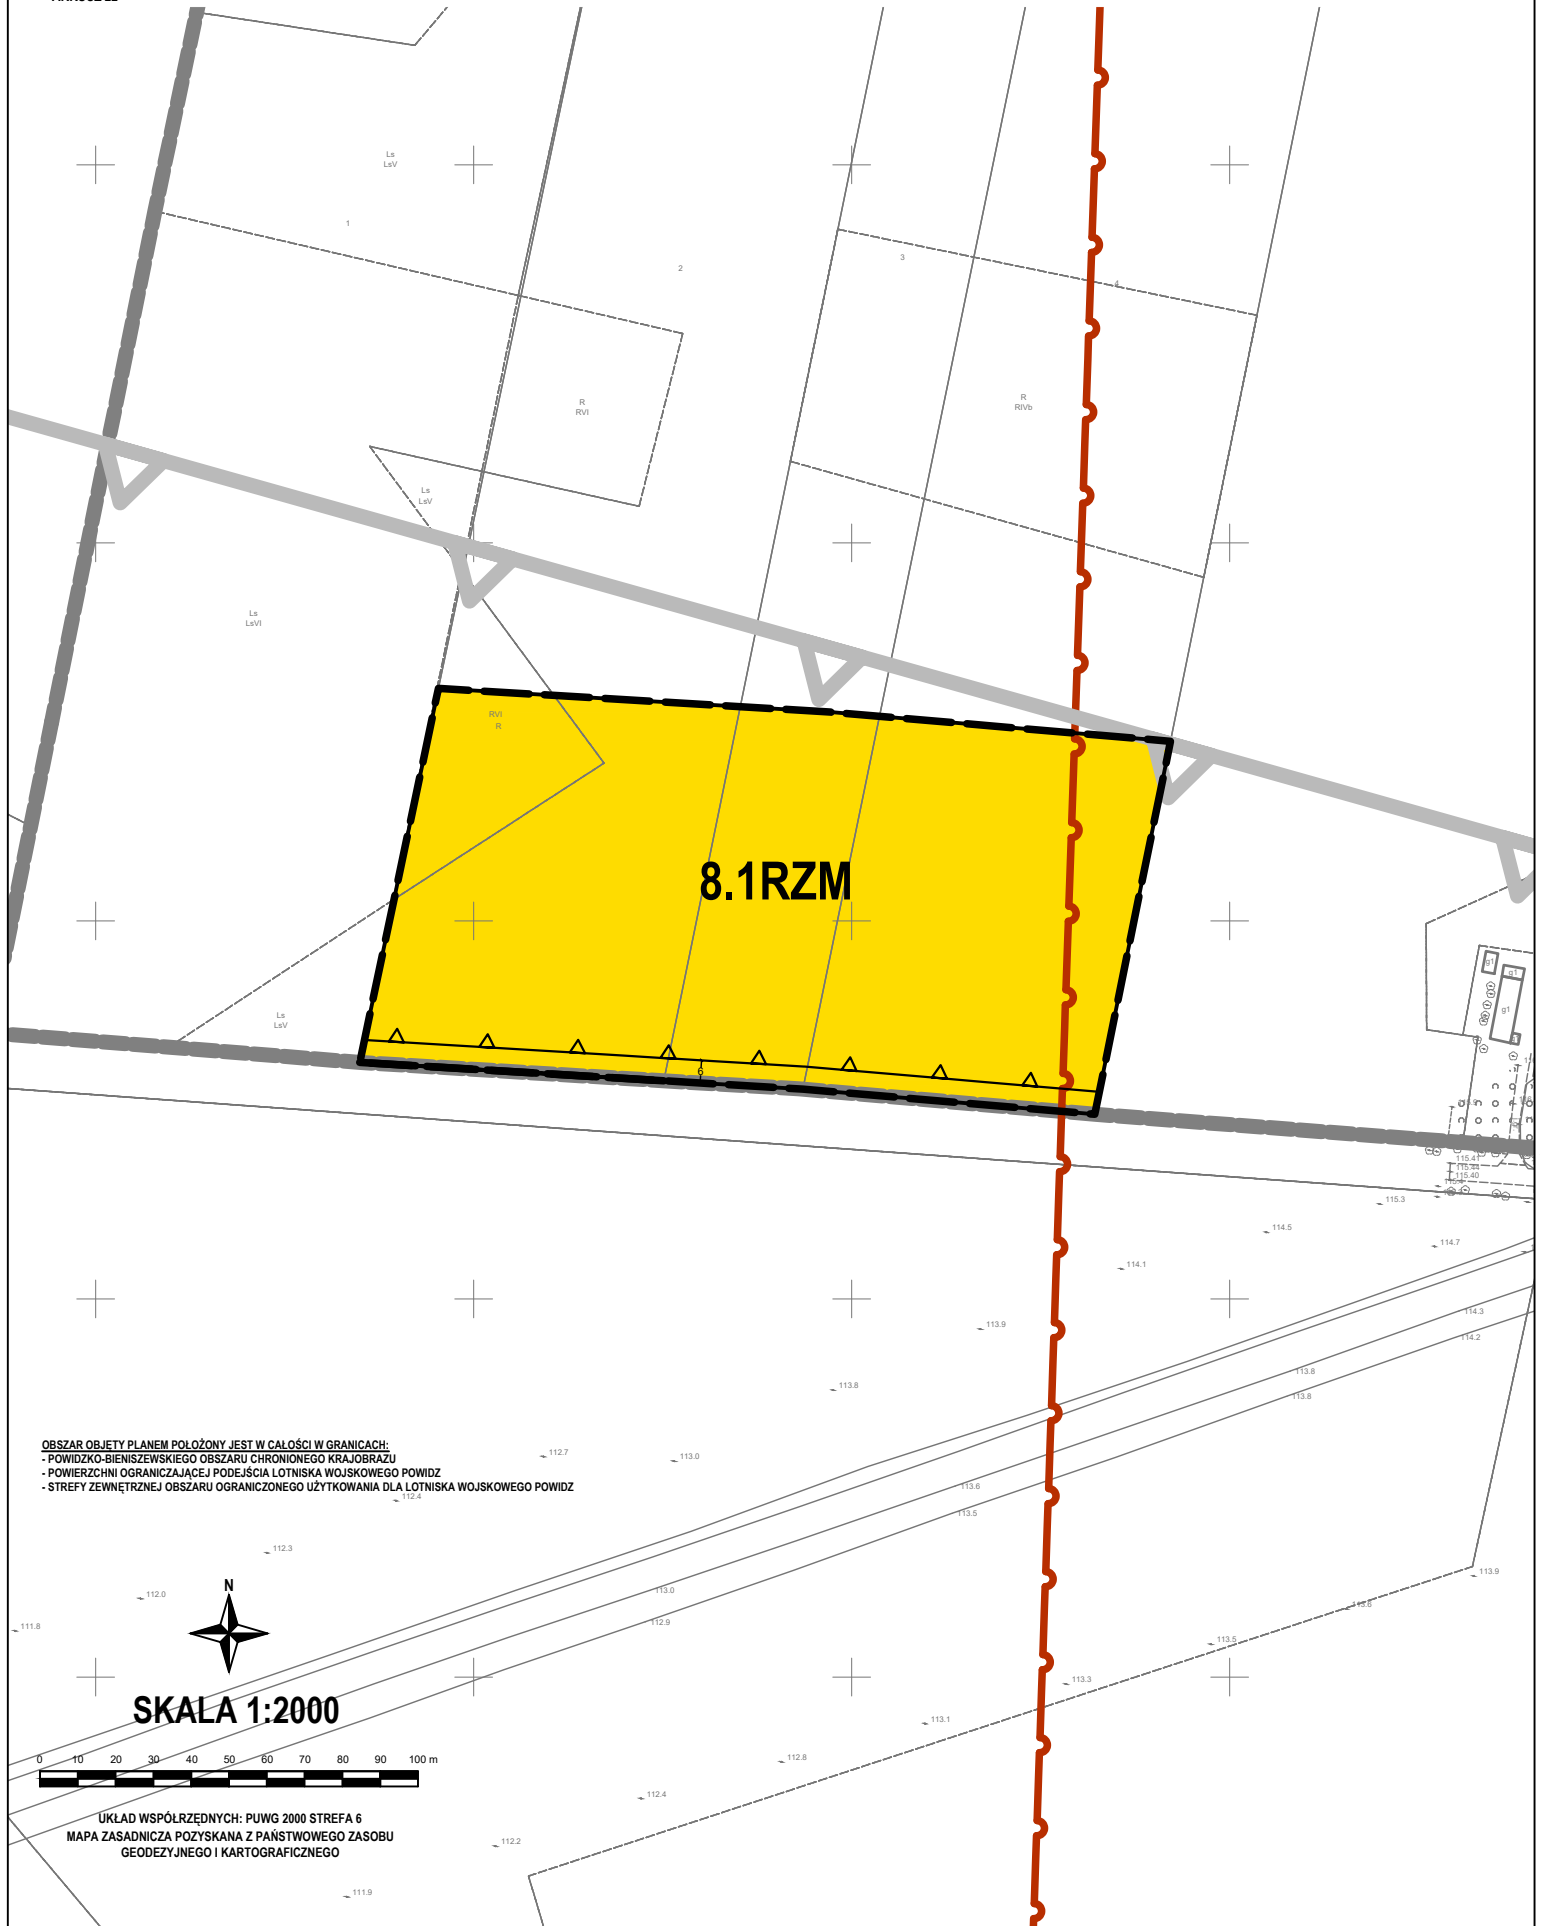 Ls
LsV
1
2
3
4
R
RVI
R
RIVb
Ls
LsV
Ls
LsVI
RVI
R
8.1RZM
g1
g1
g1
Ls
LsV
6
115.41
115.44
115.40
115.3
114.5
114.7
114.1
113.9
114.3
114.2
113.8
113.8
113.8
OBSZAR OBJĘTY PLANEM POŁOŻONY JEST W CAŁOŚCI W GRANICACH:
- POWIDZKO-BIENISZEWSKIEGO OBSZARU CHRONIONEGO KRAJOBRAZU
- POWIERZCHNI OGRANICZAJĄCEJ PODEJŚCIA LOTNISKA WOJSKOWEGO POWIDZ
- STREFY ZEWNĘTRZNEJ OBSZARU OGRANICZONEGO UŻYTKOWANIA DLA LOTNISKA WOJSKOWEGO POWIDZ
112.7
113.0
112.4
113.6
113.5
112.3
112.0
113.0
113.9
113.6
111.8
112.9
113.5
N
113.3
SKALA 1:2000
113.1
0 10 20 30 40 50 60 70 80 90 100 m
112.8
112.4
UKŁAD WSPÓŁRZĘDNYCH: PUWG 2000 STREFA 6
MAPA ZASADNICZA POZYSKANA Z PAŃSTWOWEGO ZASOBU
GEODEZYJNEGO I KARTOGRAFICZNEGO
112.2
111.9